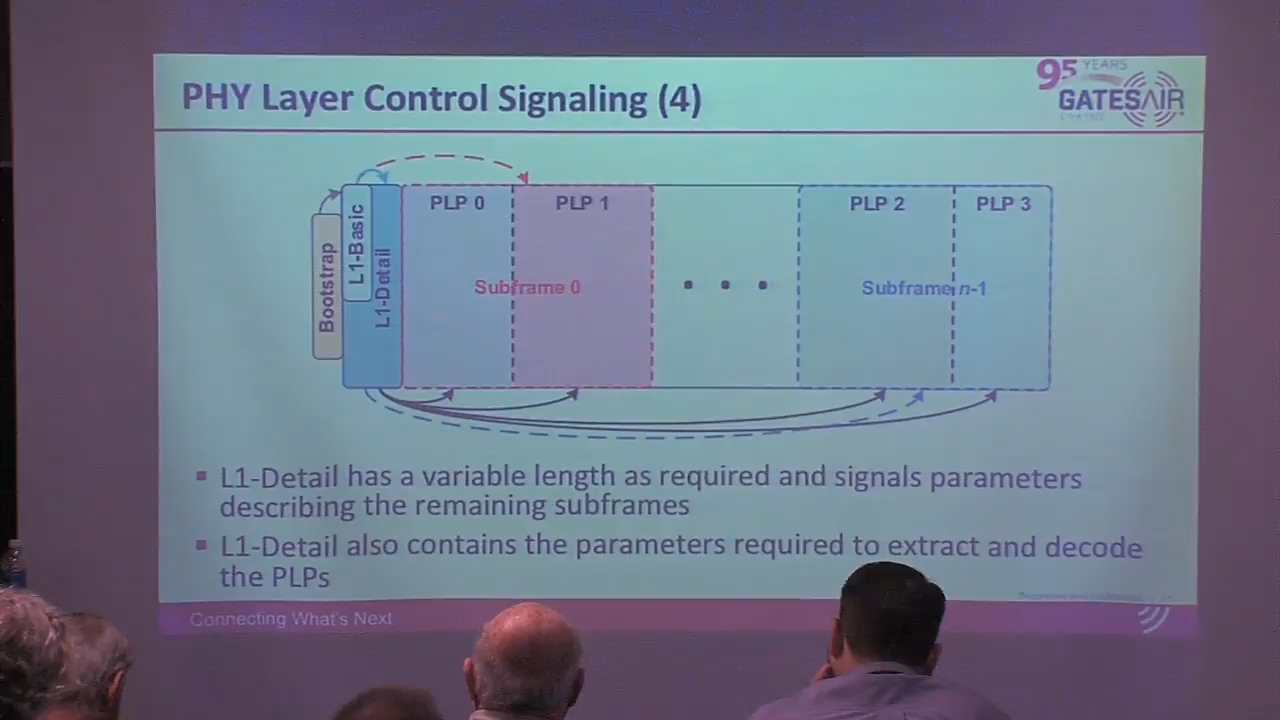 PHY Layer Control Signaling (4)
95 YEARS
GATESAIR
Bootstrap
L1-Basic
L1-Detail
PLP 0
PLP 1
PLP 2
PLP 3
Subframe 0
Subframe n-1
▪ L1-Detail has a variable length as required and signals parameters
describing the remaining subframes
▪ L1-Detail also contains the parameters required to extract and decode
the PLPs
Connecting What's Next